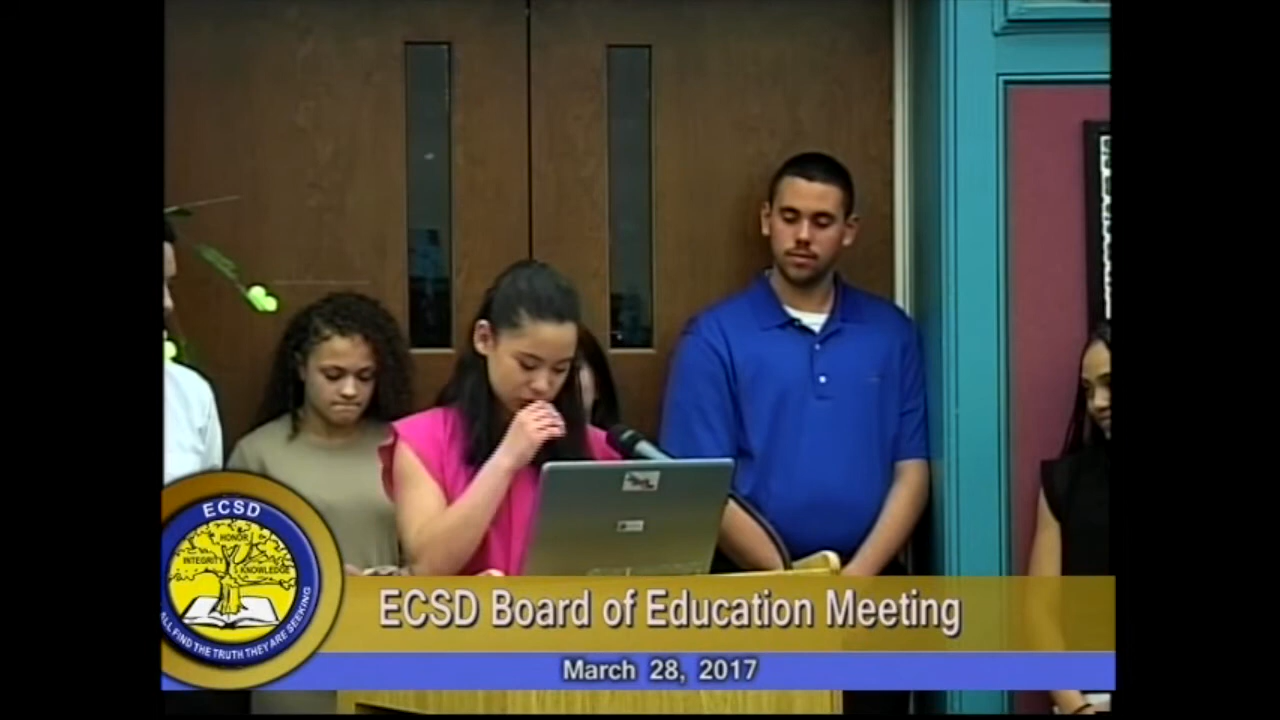 ECSD
HONOR
INTEGRITY
KNOWLEDGE
ALL FIND THE TRUTH THEY ARE SEEKING
ECSD Board of Education Meeting
March 28, 2017